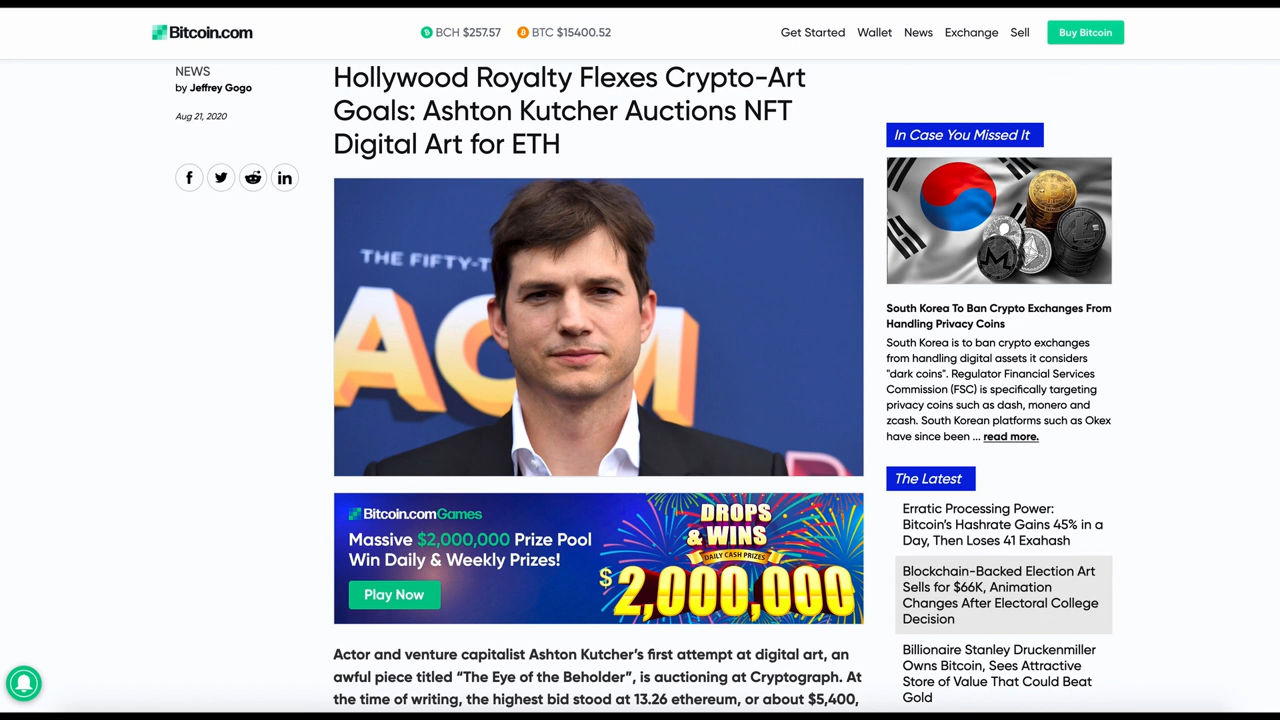 Bitcoin.com
BCH $257.57
BTC $15400.52
Get Started
Wallet
News
Exchange
Sell
Buy Bitcoin
NEWS
by Jeffrey Gogo
Aug 21, 2020
Hollywood Royalty Flexes Crypto-Art
Goals: Ashton Kutcher Auctions NFT
Digital Art for ETH
THE FIFTY-T
ACM
Bitcoin.comGames
Massive $2,000,000 Prize Pool
Win Daily & Weekly Prizes!
Play Now
DROPS
& WINS
DAILY CASH PRIZES
$2,000,000
Actor and venture capitalist Ashton Kutcher’s first attempt at digital art, an
awful piece titled “The Eye of the Beholder”, is auctioning at Cryptograph. At
the time of writing, the highest bid stood at 13.26 ethereum, or about $5,400,
In Case You Missed It
South Korea To Ban Crypto Exchanges From
Handling Privacy Coins
South Korea is to ban crypto exchanges
from handling digital assets it considers
"dark coins". Regulator Financial Services
Commission (FSC) is specifically targeting
privacy coins such as dash, monero and
zcash. South Korean platforms such as Okex
have since been ... read more.
The Latest
Erratic Processing Power:
Bitcoin’s Hashrate Gains 45% in a
Day, Then Loses 41 Exahash
Blockchain-Backed Election Art
Sells for $66K, Animation
Changes After Electoral College
Decision
Billionaire Stanley Druckenmiller
Owns Bitcoin, Sees Attractive
Store of Value That Could Beat
Gold